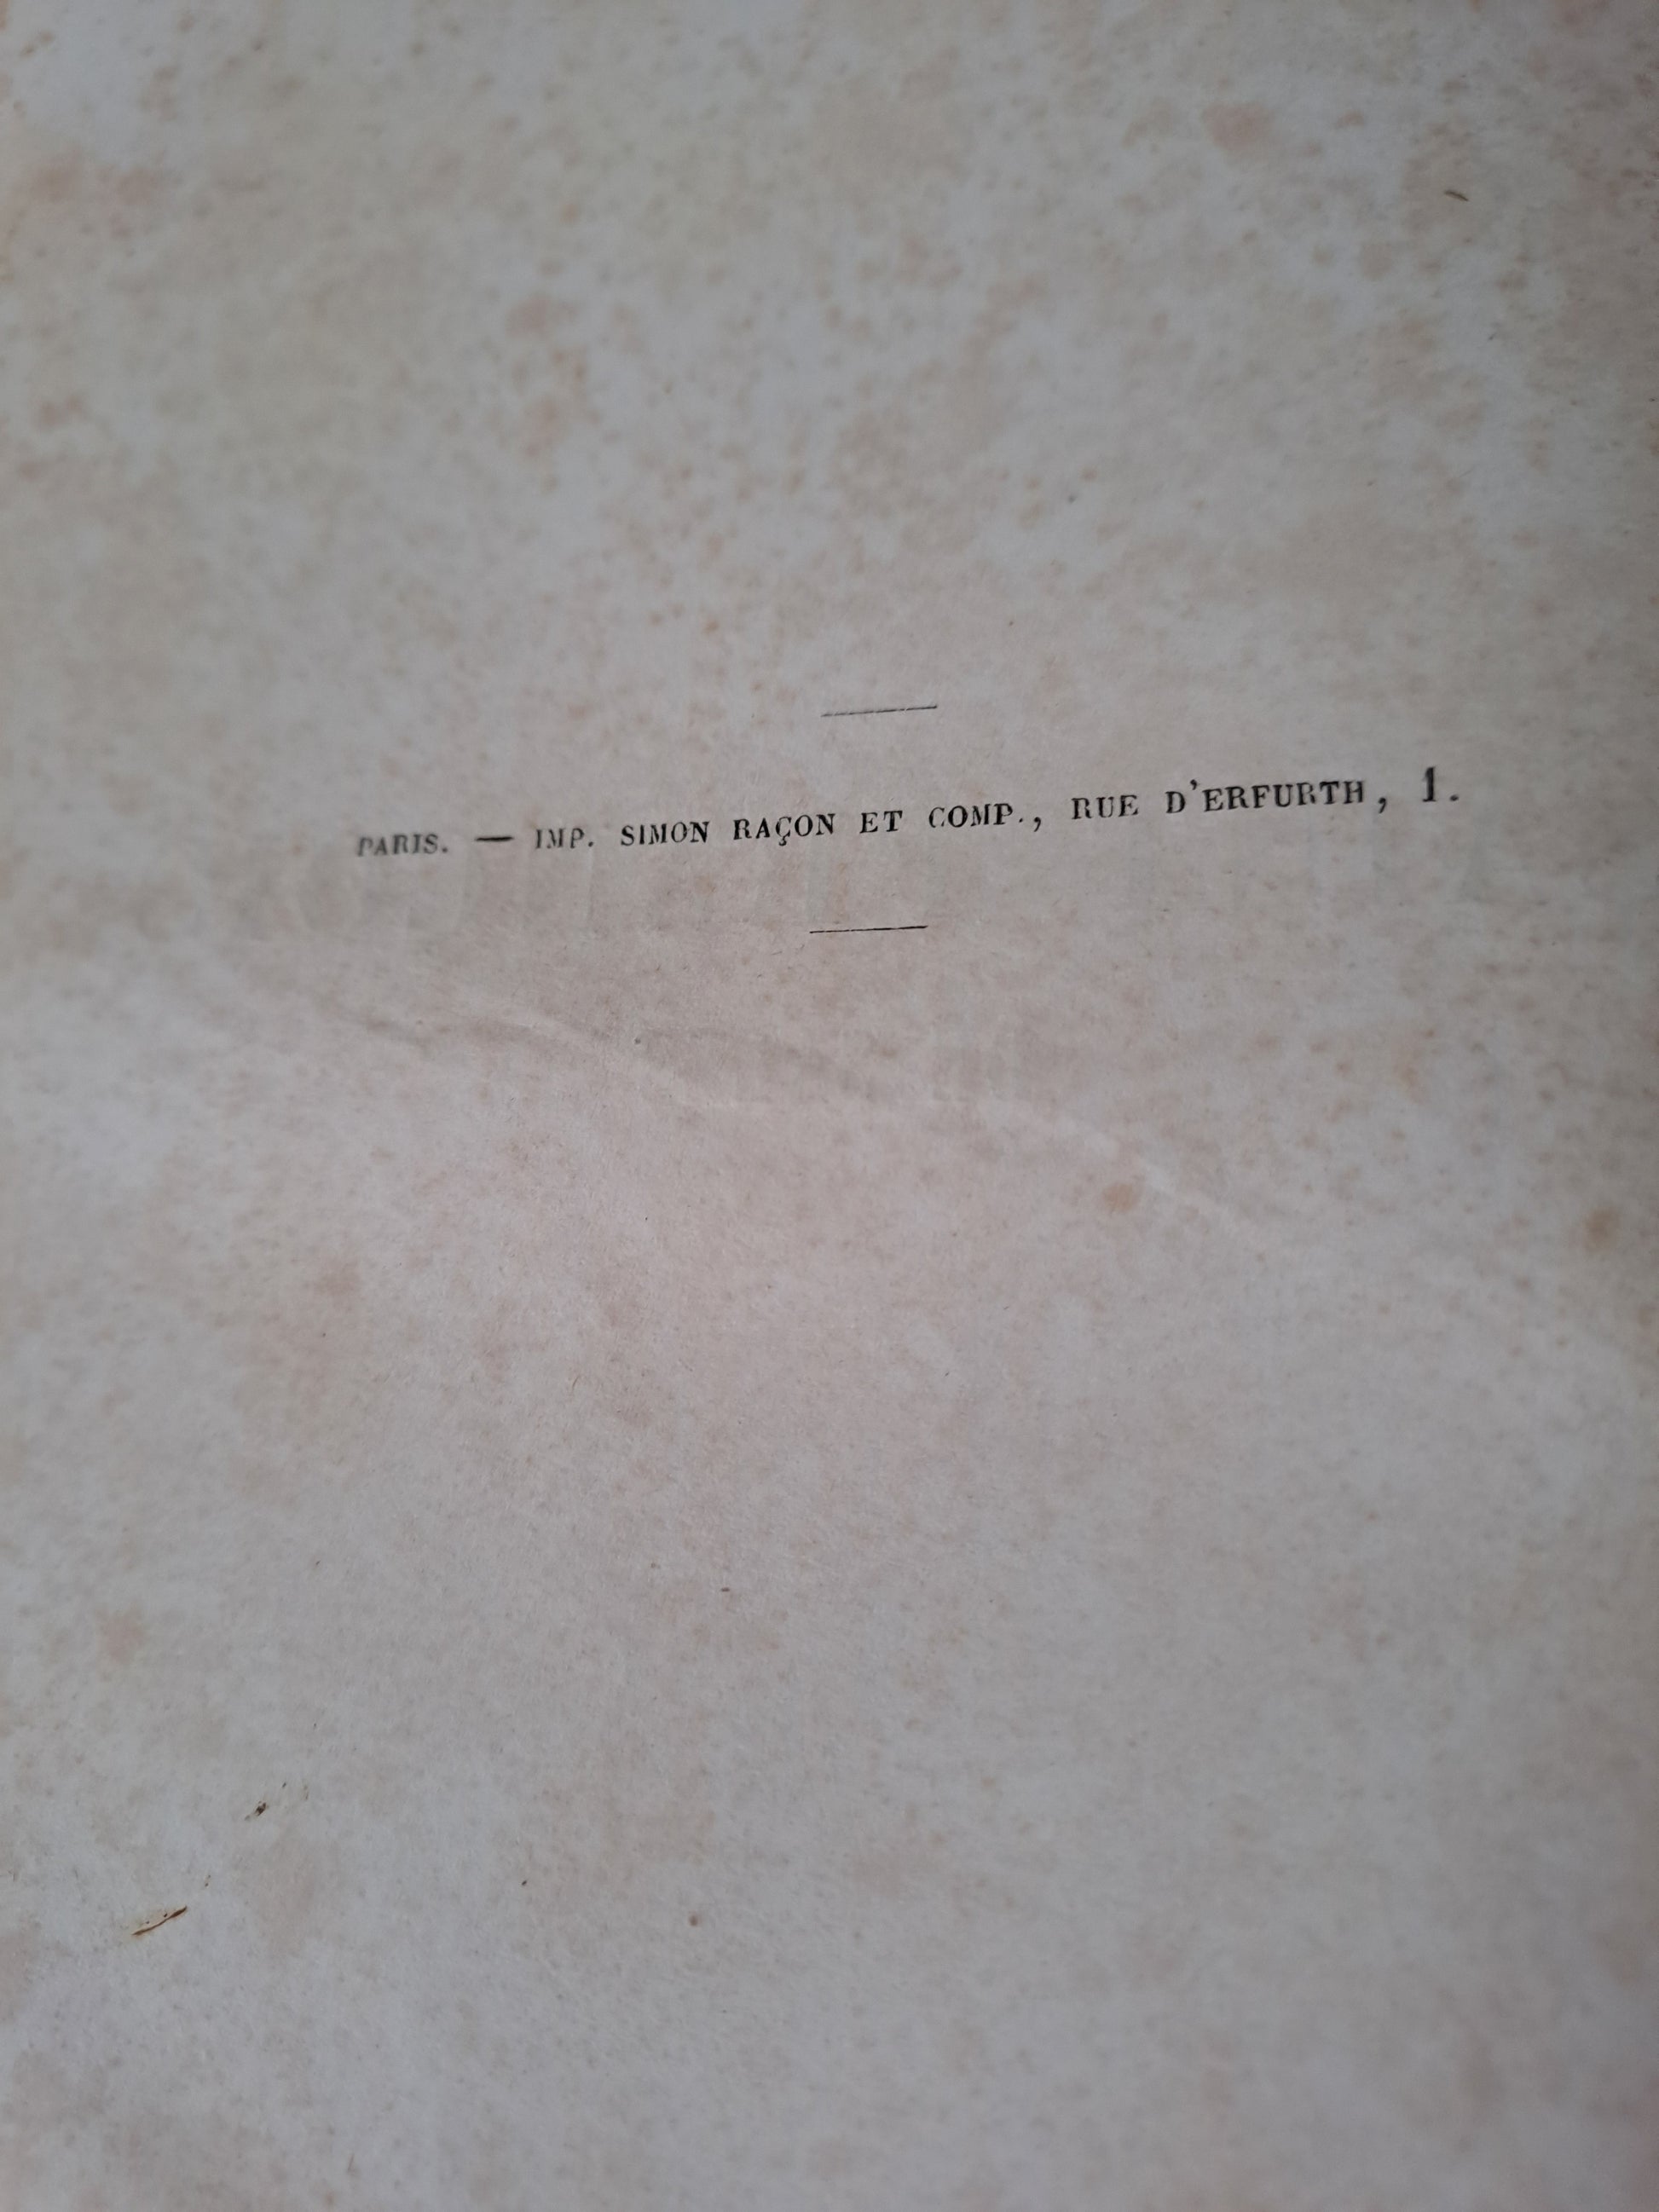 PARIS. — IMP. SIMON RAÇON ET COMP., RUE D'ERFURTH, 1.